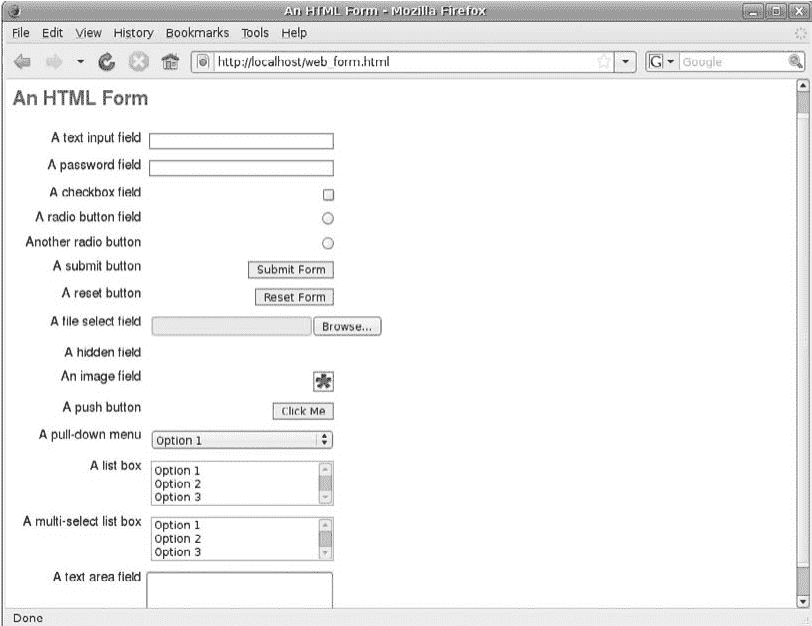 An HTML Form - Mozilla Firefox
File Edit View History Bookmarks Tools Help
http://localhost/web_form.html
G Google
An HTML Form
A text input field
A password field
A checkbox field
A radio button field
Another radio button
A submit button Submit Form
A reset button Reset Form
A file select field Browse...
A hidden field
An image field
A push button Click Me
A pull-down menu Option 1
A list box Option 1
Option 2
Option 3
A multi-select list box Option 1
Option 2
Option 3
A text area field
Done